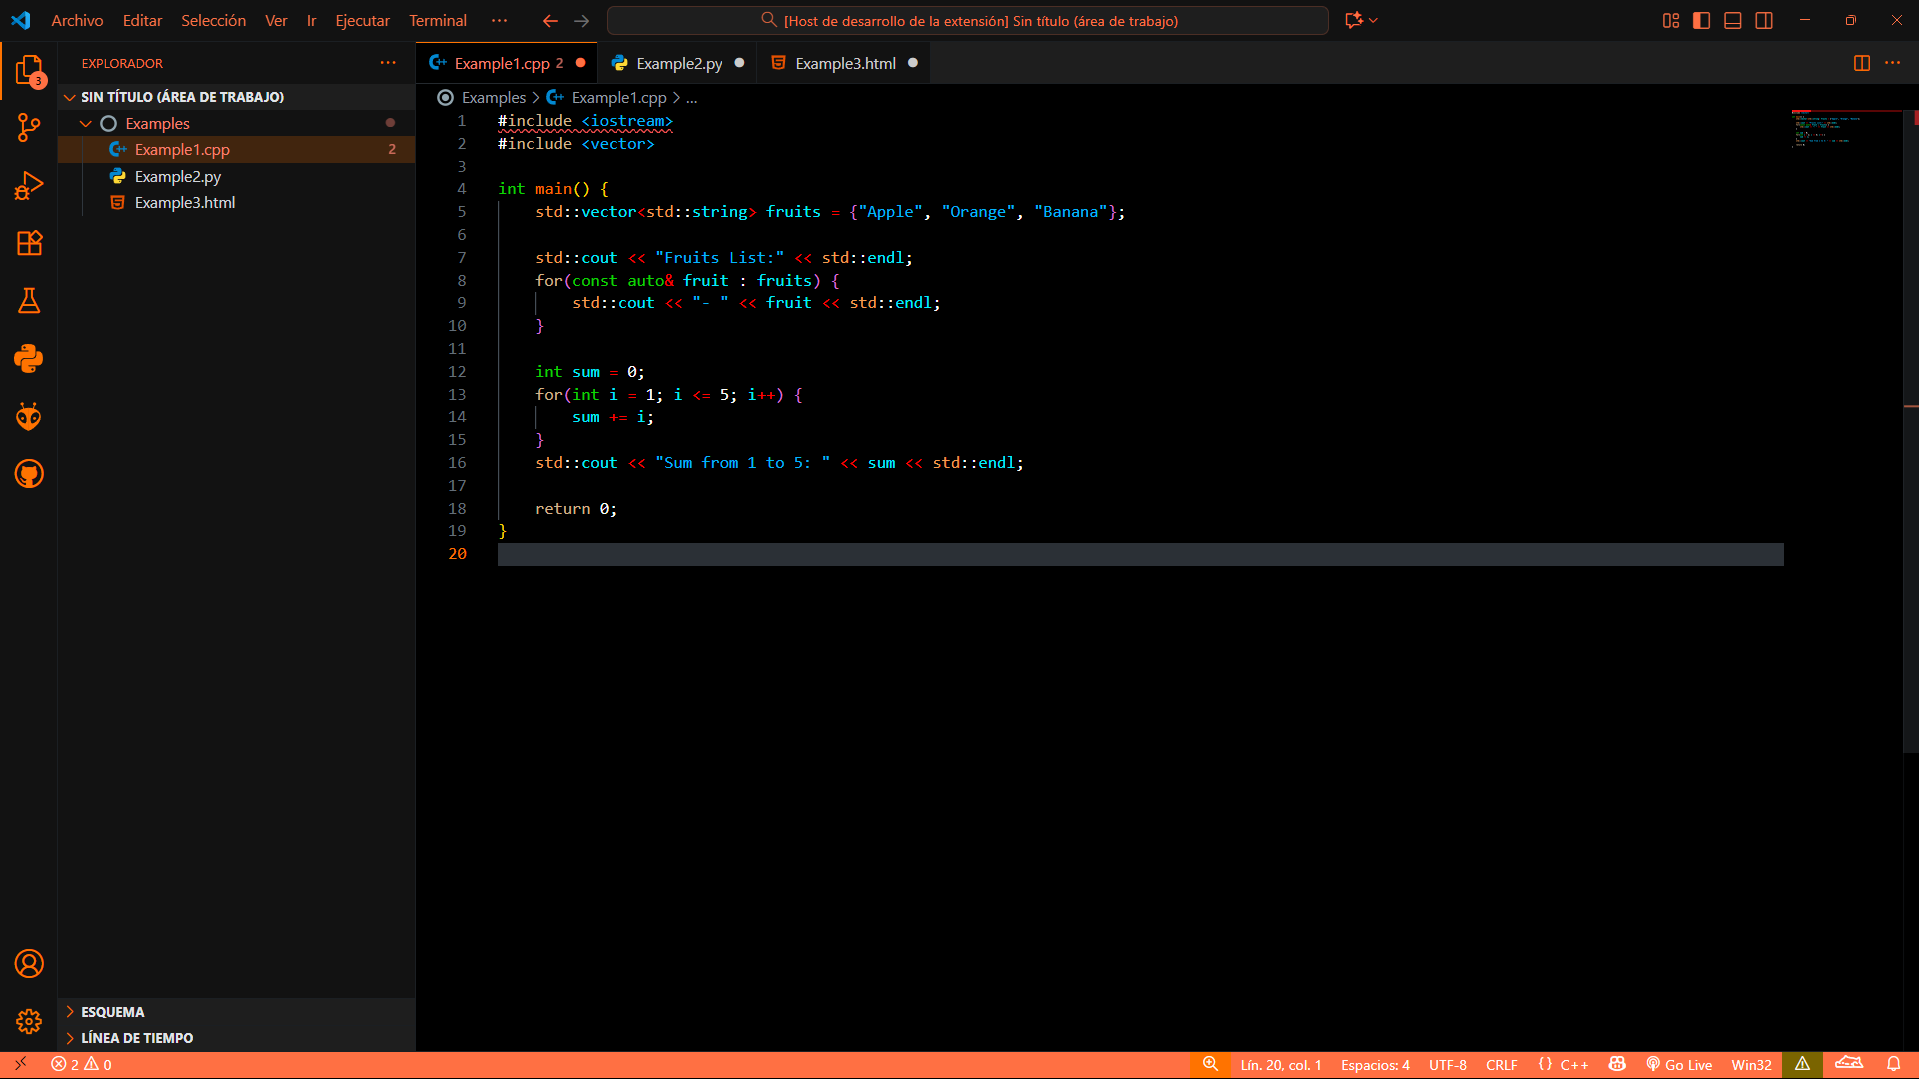 Archivo Editar Selección Ver Ir Ejecutar Terminal ··· [Host de desarrollo de la extensión] Sin título (área de trabajo)
EXPLORADOR ···
Example1.cpp 2 Example2.py Example3.html
3
SIN TÍTULO (ÁREA DE TRABAJO)
Examples
Example1.cpp 2
Example2.py
Example3.html
Examples > Example1.cpp > ...
1 #include <iostream>
2 #include <vector>
3
4 int main() {
5     std::vector<std::string> fruits = {"Apple", "Orange", "Banana"};
6
7     std::cout << "Fruits List:" << std::endl;
8     for(const auto& fruit : fruits) {
9         std::cout << "- " << fruit << std::endl;
10     }
11
12     int sum = 0;
13     for(int i = 1; i <= 5; i++) {
14         sum += i;
15     }
16     std::cout << "Sum from 1 to 5: " << sum << std::endl;
17
18     return 0;
19 }
20
ESQUEMA
LÍNEA DE TIEMPO
2 0 Lín. 20, col. 1 Espacios: 4 UTF-8 CRLF {} C++ Go Live Win32